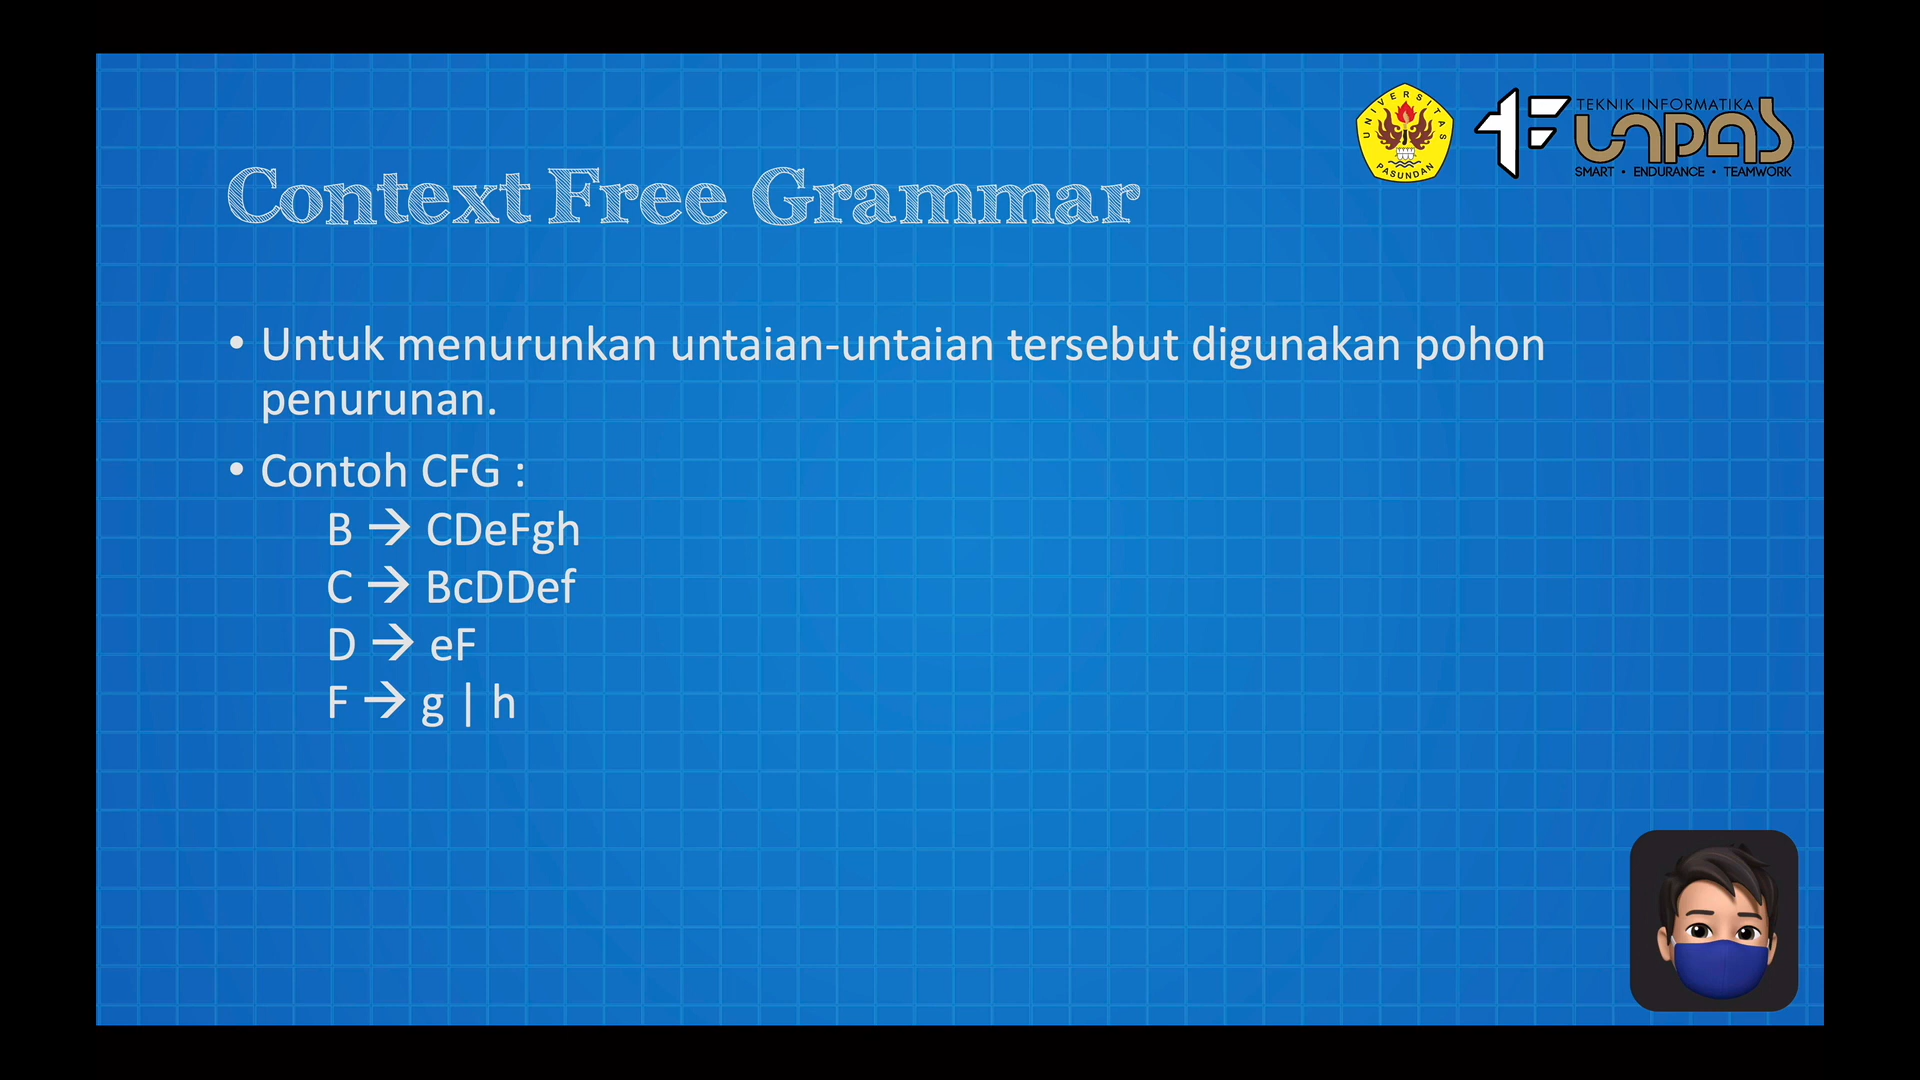 UNIVERSITAS
PASUNDAN
TEKNIK INFORMATIKA
UNPAS
SMART • ENDURANCE • TEAMWORK
Context Free Grammar
• Untuk menurunkan untaian-untaian tersebut digunakan pohon
penurunan.
• Contoh CFG :
B → CDeFgh
C → BcDDef
D → eF
F → g | h